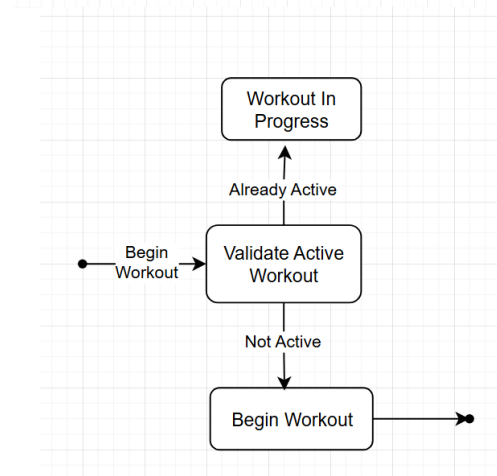 Workout In
Progress
Already Active
Begin
Workout
Validate Active
Workout
Not Active
Begin Workout